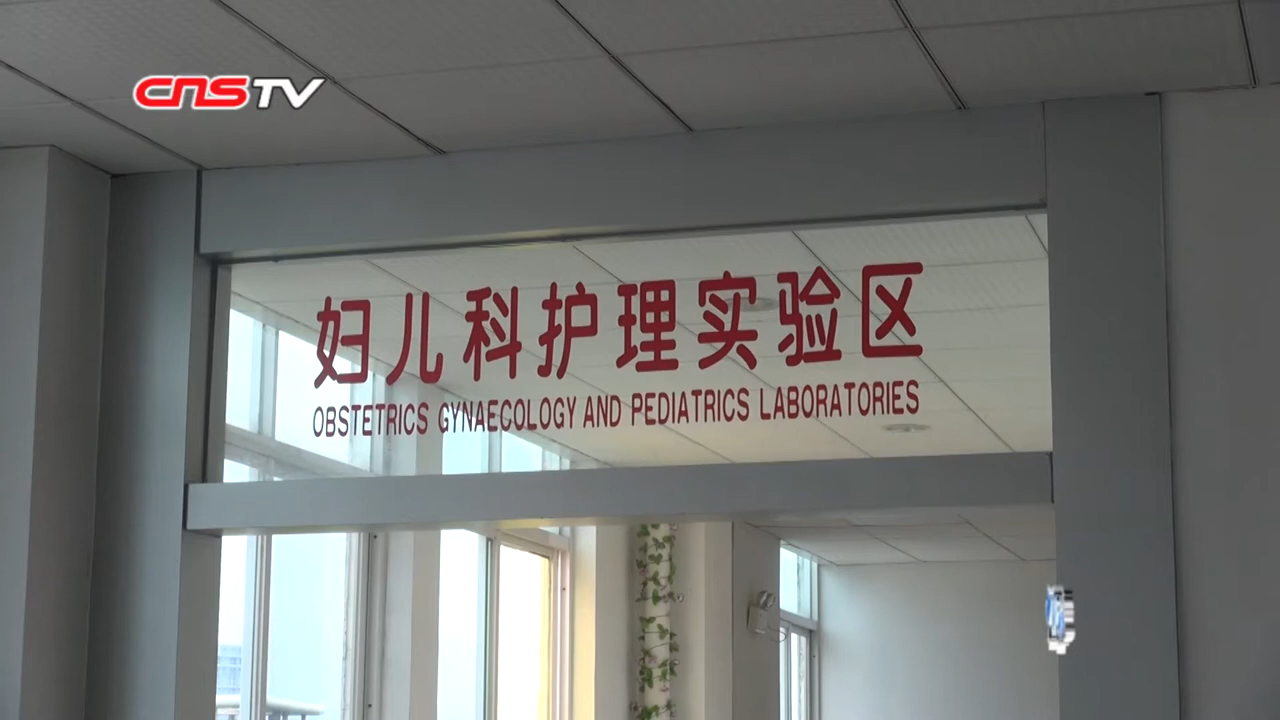 CNSTV
妇儿科护理实验区
OBSTETRICS GYNAECOLOGY AND PEDIATRICS LABORATORIES